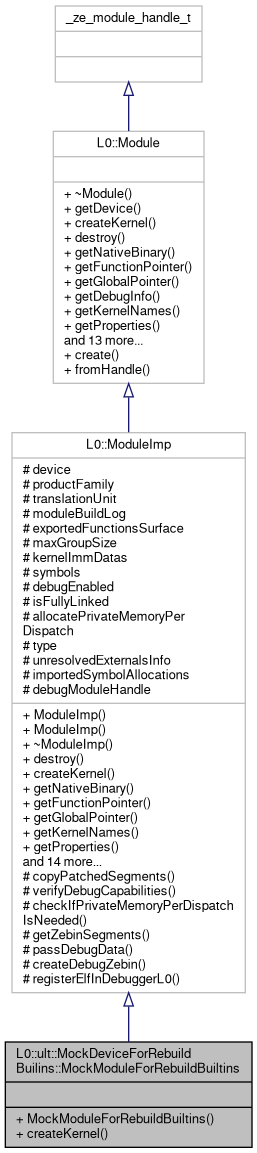 _ze_module_handle_t
L0::Module
+ ~Module()
+ getDevice()
+ createKernel()
+ destroy()
+ getNativeBinary()
+ getFunctionPointer()
+ getGlobalPointer()
+ getDebugInfo()
+ getKernelNames()
+ getProperties()
and 13 more...
+ create()
+ fromHandle()
L0::ModuleImp
# device
# productFamily
# translationUnit
# moduleBuildLog
# exportedFunctionsSurface
# maxGroupSize
# kernelImmDatas
# symbols
# debugEnabled
# isFullyLinked
# allocatePrivateMemoryPer
Dispatch
# type
# unresolvedExternalsInfo
# importedSymbolAllocations
# debugModuleHandle
+ ModuleImp()
+ ModuleImp()
+ ~ModuleImp()
+ destroy()
+ createKernel()
+ getNativeBinary()
+ getFunctionPointer()
+ getGlobalPointer()
+ getKernelNames()
+ getProperties()
and 14 more...
# copyPatchedSegments()
# verifyDebugCapabilities()
# checkIfPrivateMemoryPerDispatch
IsNeeded()
# getZebinSegments()
# passDebugData()
# createDebugZebin()
# registerElfInDebuggerL0()
L0::ult::MockDeviceForRebuild
Builins::MockModuleForRebuildBuiltins
+ MockModuleForRebuildBuiltins()
+ createKernel()